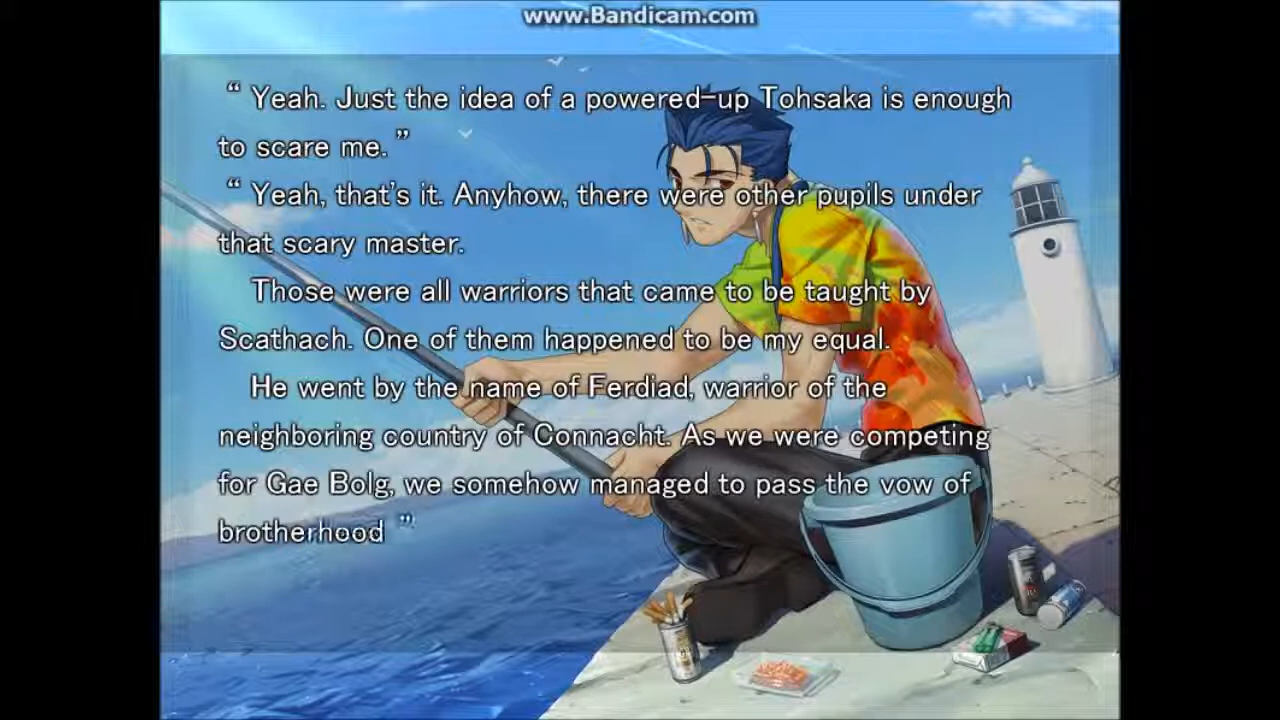 www.Bandicam.com
“ Yeah. Just the idea of a powered-up Tohsaka is enough
to scare me. ”
“ Yeah, that's it. Anyhow, there were other pupils under
that scary master.
Those were all warriors that came to be taught by
Scathach. One of them happened to be my equal.
He went by the name of Ferdiad, warrior of the
neighboring country of Connacht. As we were competing
for Gae Bolg, we somehow managed to pass the vow of
brotherhood ”